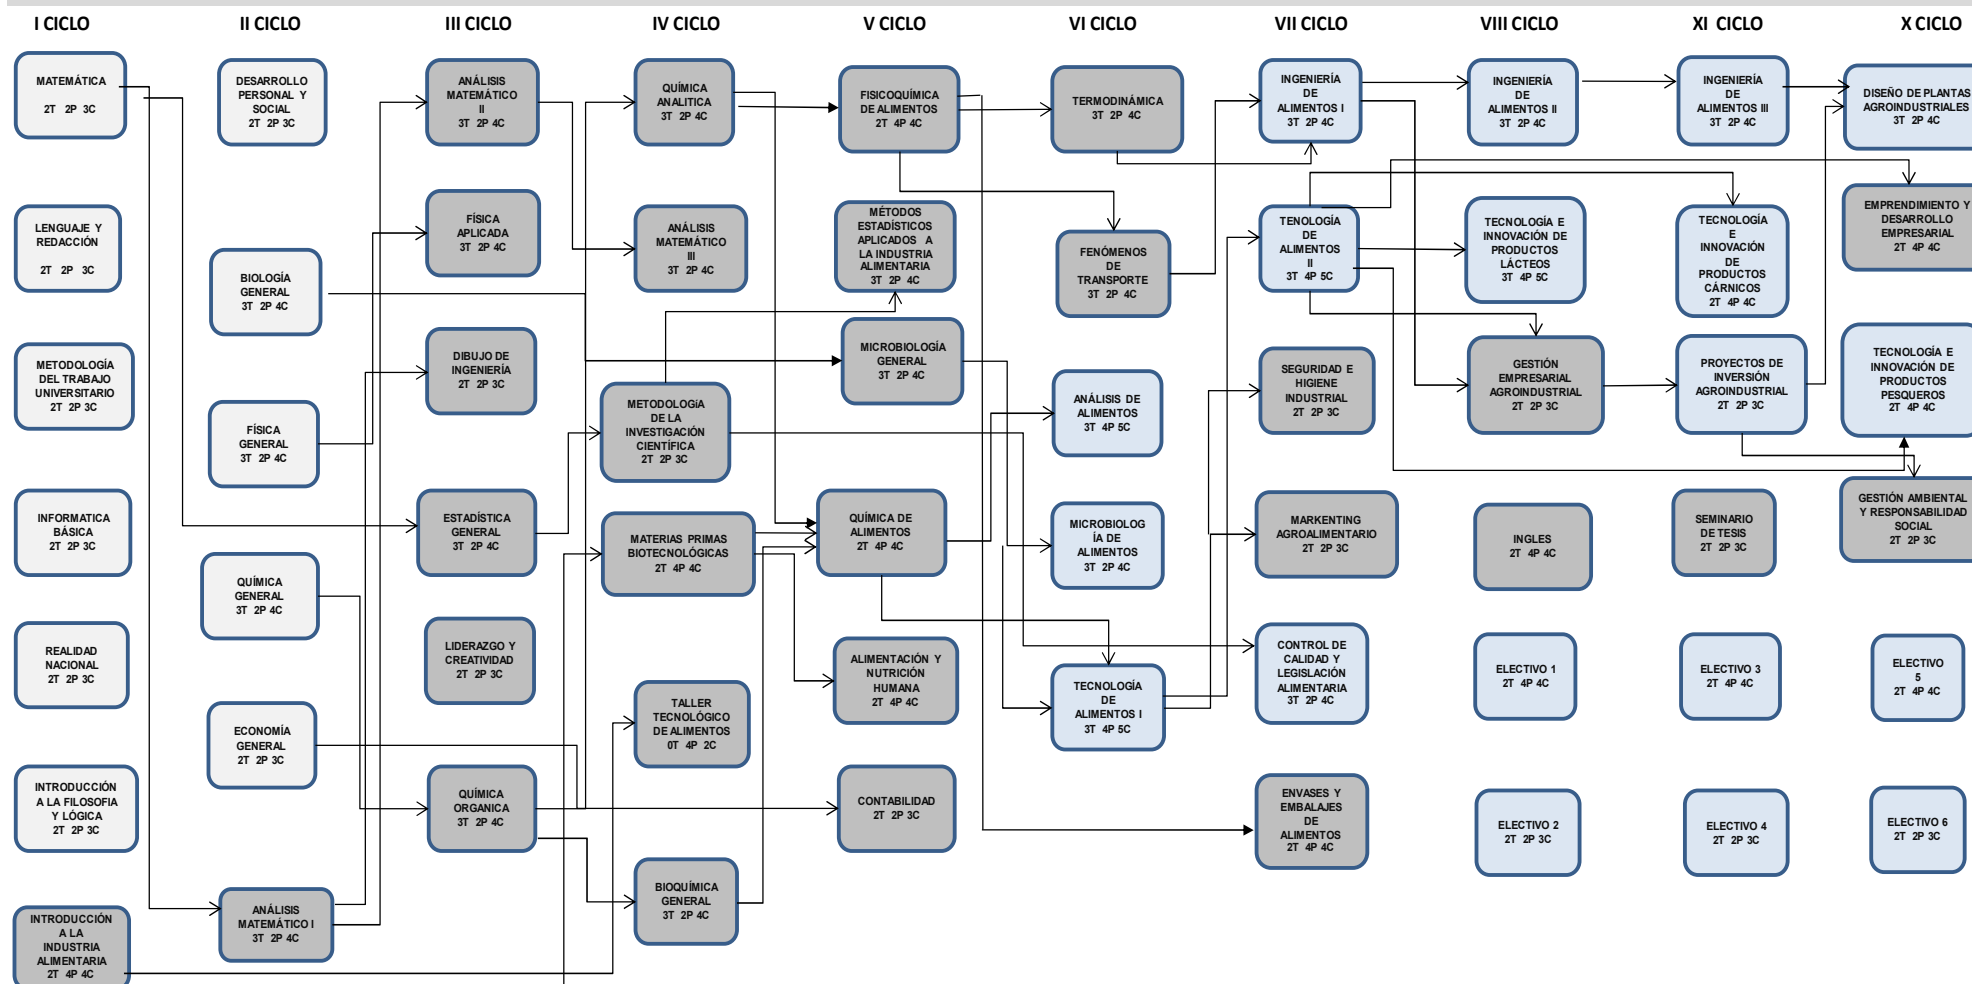 I CICLO
II CICLO
III CICLO
IV CICLO
V CICLO
VI CICLO
VII CICLO
VIII CICLO
XI CICLO
X CICLO
MATEMÁTICA
2T 2P 3C
LENGUAJE Y
REDACCIÓN
2T 2P 3C
METODOLOGÍA
DEL TRABAJO
UNIVERSITARIO
2T 2P 3C
INFORMATICA
BÁSICA
2T 2P 3C
REALIDAD
NACIONAL
2T 2P 3C
INTRODUCCIÓN
A LA FILOSOFIA
Y LÓGICA
2T 2P 3C
INTRODUCCIÓN
A LA
INDUSTRIA
ALIMENTARIA
2T 4P 4C
DESARROLLO
PERSONAL Y
SOCIAL
2T 2P 3C
BIOLOGÍA
GENERAL
3T 2P 4C
FÍSICA
GENERAL
3T 2P 4C
QUÍMICA
GENERAL
3T 2P 4C
ECONOMÍA
GENERAL
2T 2P 3C
ANÁLISIS
MATEMÁTICO I
3T 2P 4C
ANÁLISIS
MATEMÁTICO
II
3T 2P 4C
FÍSICA
APLICADA
3T 2P 4C
DIBUJO DE
INGENIERÍA
2T 2P 3C
ESTADÍSTICA
GENERAL
3T 2P 4C
LIDERAZGO Y
CREATIVIDAD
2T 2P 3C
QUÍMICA
ORGANICA
3T 2P 4C
QUÍMICA
ANALITICA
3T 2P 4C
ANÁLISIS
MATEMÁTICO
III
3T 2P 4C
METODOLOGíA
DE LA
INVESTIGACIÓN
CIENTÍFICA
2T 2P 3C
MATERIAS PRIMAS
BIOTECNOLÓGICAS
2T 4P 4C
TALLER
TECNOLÓGICO
DE ALIMENTOS
0T 4P 2C
BIOQUÍMICA
GENERAL
3T 2P 4C
FISICOQUÍMICA
DE ALIMENTOS
2T 4P 4C
MÉTODOS
ESTADÍSTICOS
APLICADOS A
LA INDUSTRIA
ALIMENTARIA
3T 2P 4C
MICROBIOLOGÍA
GENERAL
3T 2P 4C
QUÍMICA DE
ALIMENTOS
2T 4P 4C
ALIMENTACIÓN Y
NUTRICIÓN
HUMANA
2T 4P 4C
CONTABILIDAD
2T 2P 3C
TERMODINÁMICA
3T 2P 4C
FENÓMENOS
DE
TRANSPORTE
3T 2P 4C
ANÁLISIS DE
ALIMENTOS
3T 4P 5C
MICROBIOLOG
ÍA DE
ALIMENTOS
3T 2P 4C
TECNOLOGÍA
DE
ALIMENTOS I
3T 4P 5C
INGENIERÍA
DE
ALIMENTOS I
3T 2P 4C
TENOLOGÍA
DE
ALIMENTOS
II
3T 4P 5C
SEGURIDAD E
HIGIENE
INDUSTRIAL
2T 2P 3C
MARKENTING
AGROALIMENTARIO
2T 2P 3C
CONTROL DE
CALIDAD Y
LEGISLACIÓN
ALIMENTARIA
3T 2P 4C
ENVASES Y
EMBALAJES
DE
ALIMENTOS
2T 4P 4C
INGENIERÍA
DE
ALIMENTOS II
3T 2P 4C
TECNOLOGÍA E
INNOVACIÓN DE
PRODUCTOS
LÁCTEOS
3T 4P 5C
GESTIÓN
EMPRESARIAL
AGROINDUSTRIAL
2T 2P 3C
INGLES
2T 4P 4C
ELECTIVO 1
2T 4P 4C
ELECTIVO 2
2T 2P 3C
INGENIERÍA
DE
ALIMENTOS III
3T 2P 4C
TECNOLOGÍA
E
INNOVACIÓN
DE
PRODUCTOS
CÁRNICOS
2T 4P 4C
PROYECTOS DE
INVERSIÓN
AGROINDUSTRIAL
2T 2P 3C
SEMINARIO
DE TESIS
2T 2P 3C
ELECTIVO 3
2T 4P 4C
ELECTIVO 4
2T 2P 3C
DISEÑO DE PLANTAS
AGROINDUSTRIALES
3T 2P 4C
EMPRENDIMIENTO Y
DESARROLLO
EMPRESARIAL
2T 4P 4C
TECNOLOGÍA E
INNOVACIÓN DE
PRODUCTOS
PESQUEROS
2T 4P 4C
GESTIÓN AMBIENTAL
Y RESPONSABILIDAD
SOCIAL
2T 2P 3C
ELECTIVO
5
2T 4P 4C
ELECTIVO 6
2T 2P 3C